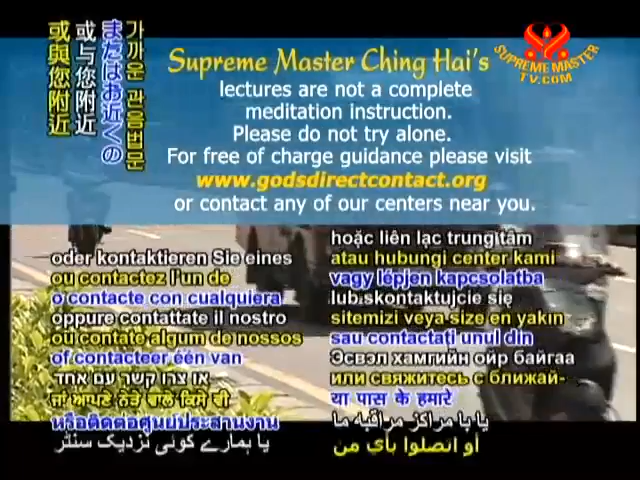 가까운 관음법문
またはお近くの
或与您附近
或與您附近
Supreme Master Ching Hai's
lectures are not a complete
meditation instruction.
Please do not try alone.
For free of charge guidance please visit
www.godsdirectcontact.org
or contact any of our centers near you.
SUPREME MASTER
TV.COM
oder kontaktieren Sie eines
ou contactez l'un de
o contacte con cualquiera
oppure contattate il nostro
ou contate algum de nossos
of contacteer één van
או צרו קשר עם אחד
ਜਾਂ ਆਪਣੇ ਨੇੜੇ ਵਾਲੇ ਕਿਸੇ ਵੀ
หรือติดต่อศูนย์ประสานงาน
یا ہمارے کوئی نزدیک سنٹر
hoặc liên lạc trung tâm
atau hubungi center kami
vagy lépjen kapcsolatba
lub skontaktujcie się
sitemizi veya size en yakın
sau contactaţi unul din
Эсвэл хамгийн ойр байгаа
или свяжитесь с ближай-
या पास के हमारे
یا با مراکز مراقبه ما
أو اتصلوا بأي من